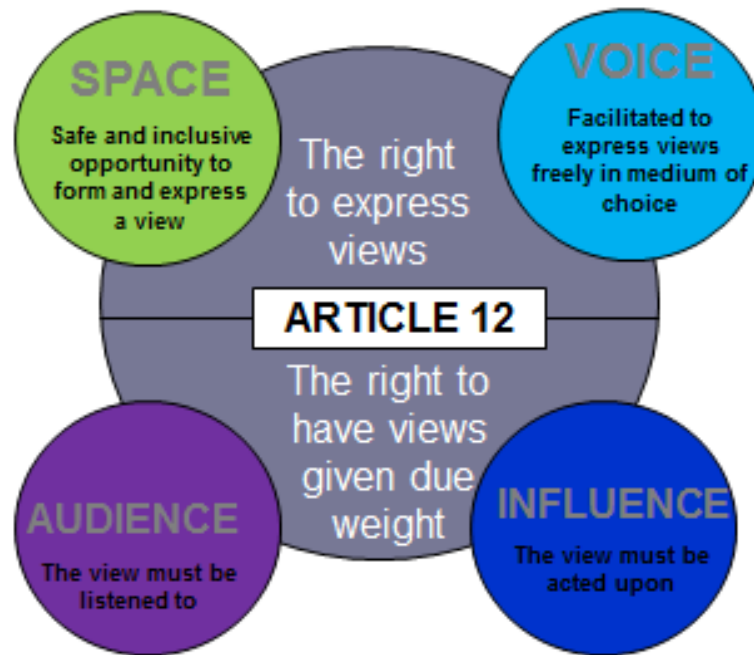 SPACE
Safe and inclusive
opportunity to
form and express
a view
VOICE
Facilitated to
express views
freely in medium of
choice
The right
to express
views
ARTICLE 12
The right to
have views
given due
weight
AUDIENCE
The view must be
listened to
INFLUENCE
The view must be
acted upon